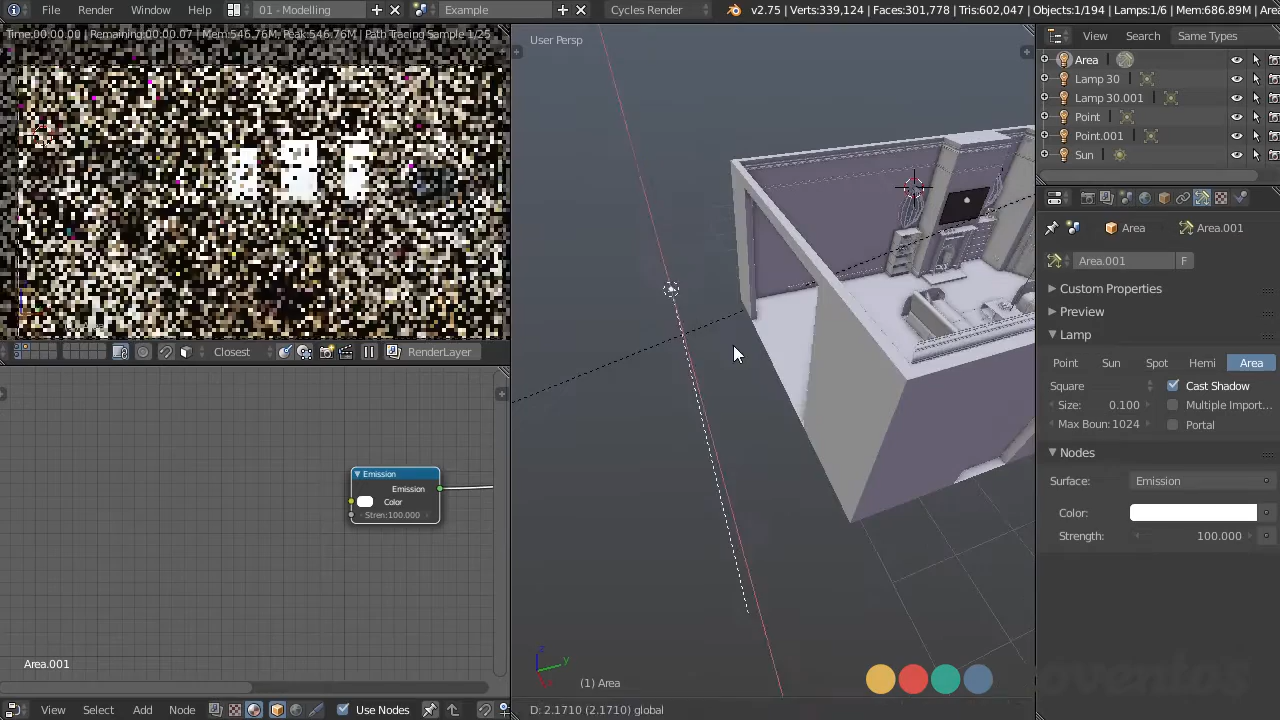 File Render Window Help 01 - Modelling Example Cycles Render v2.75 | Verts:339,124 | Faces:301,778 | Tris:602,047 | Objects:1/194 | Lamps:1/6 | Mem:686.89M | Are
Time:00:00.00 | Remaining:00:00.07 | Mem:546.76M, Peak:546.76M | Path Tracing Sample 1/25
User Persp
View Search Same Types
Area
Lamp 30
Lamp 30.001
Point
Point.001
Sun
Area Area.001
Area.001 F
Custom Properties
Preview
Lamp
Point Sun Spot Hemi Area
Square Cast Shadow
Size: 0.100 Multiple Import...
Max Boun: 1024 Portal
Nodes
Surface: Emission
Color:
Strength: 100.000
Closest RenderLayer
Emission
Emission
Color
Stren:100.000
Area.001
View Select Add Node Use Nodes
z
y
(1) Area
D: 2.1710 (2.1710) global